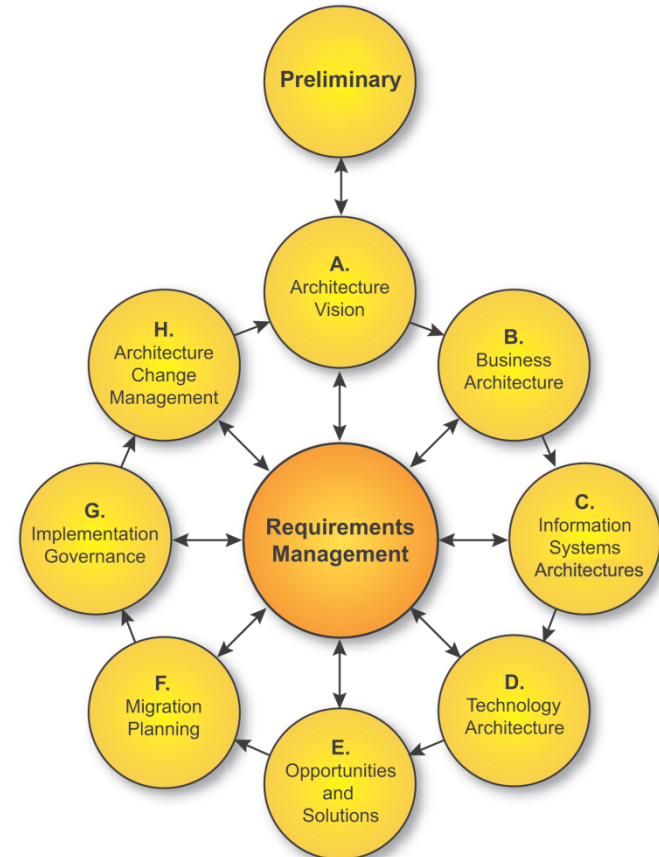 Preliminary
A.
Architecture
Vision
B.
Business
Architecture
C.
Information
Systems
Architectures
D.
Technology
Architecture
E.
Opportunities
and
Solutions
F.
Migration
Planning
G.
Implementation
Governance
H.
Architecture
Change
Management
Requirements
Management